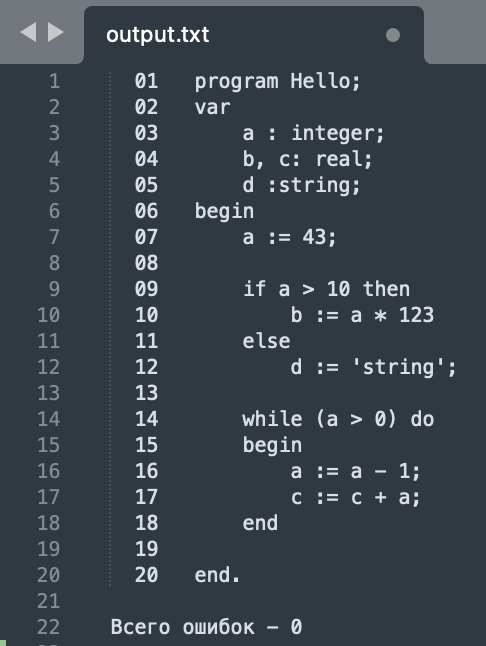 output.txt
1 01 program Hello;
2 02 var
3 03 a : integer;
4 04 b, c: real;
5 05 d :string;
6 06 begin
7 07 a := 43;
8 08
9 09 if a > 10 then
10 10 b := a * 123
11 11 else
12 12 d := 'string';
13 13
14 14 while (a > 0) do
15 15 begin
16 16 a := a - 1;
17 17 c := c + a;
18 18 end
19 19
20 20 end.
21
22 Всего ошибок - 0